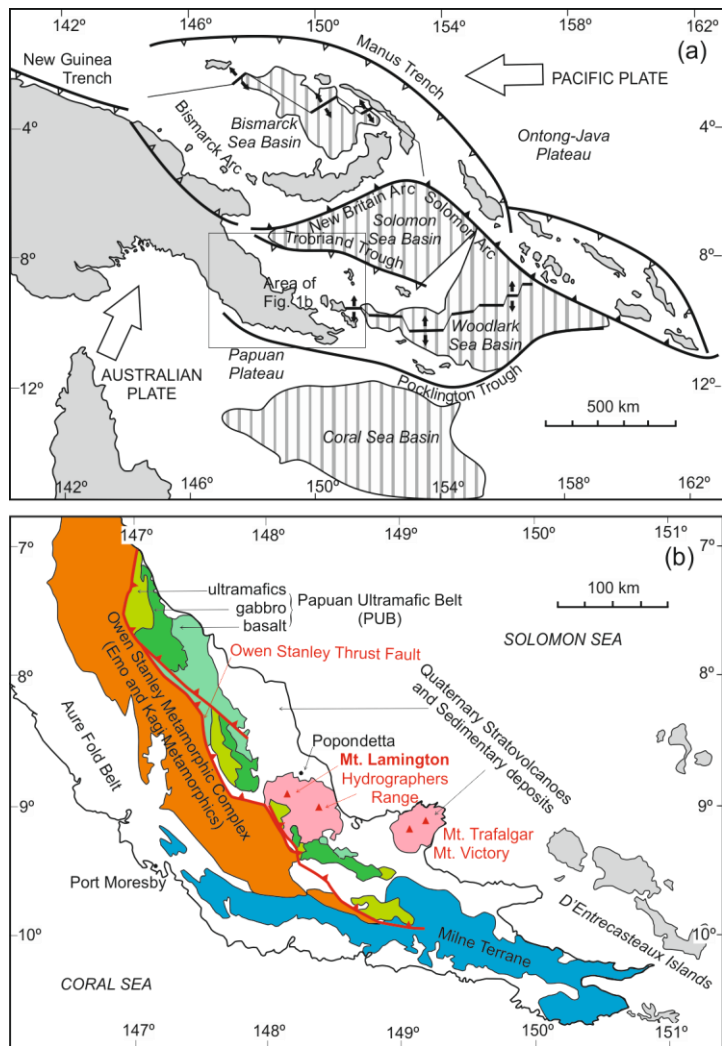 142º 146º 150º 154º 158º 162º
(a)
New Guinea
Trench
Manus Trench
PACIFIC PLATE
4º
4º
Bismarck Arc
Bismarck
Sea Basin
Ontong-Java
Plateau
New Britain Arc
Solomon Arc
Solomon
Sea Basin
Trobriand Trough
8º
8º
Area of
Fig. 1b
Woodlark
Sea Basin
Papuan
Plateau
AUSTRALIAN
PLATE
Pocklington Trough
12º
12º
500 km
Coral Sea Basin
142º 146º 150º 154º 158º 162º
147º 148º 149º 150º 151º
(b)
7º
7º
100 km
ultramafics
gabbro
basalt
Papuan Ultramafic Belt
(PUB)
SOLOMON SEA
Owen Stanley Thrust Fault
Owen Stanley Metamorphic Complex
(Emo and Kagi Metamorphics)
8º
8º
Quaternary Stratovolcanoes
and Sedimentary deposits
Aure Fold Belt
Popondetta
Mt. Lamington
Hydrographers
Range
9º
9º
Mt. Trafalgar
Mt. Victory
Port Moresby
D'Entrecasteaux Islands
10º
10º
Milne Terrane
CORAL SEA
147º 148º 149º 150º 151º